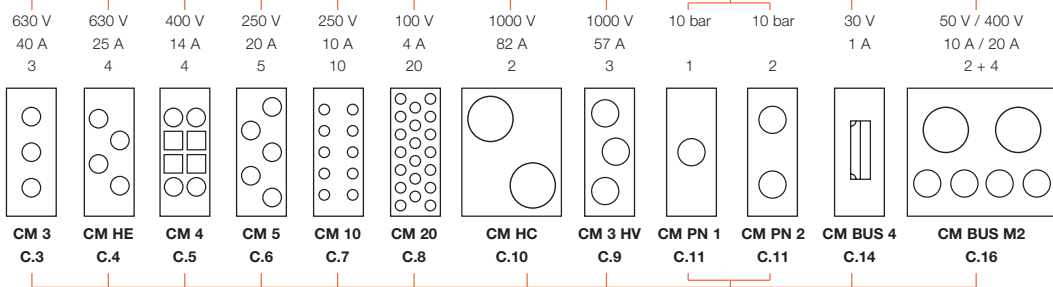 630 V 630 V 400 V 250 V 250 V 100 V 1000 V 1000 V 10 bar 10 bar 30 V 50 V / 400 V
40 A 25 A 14 A 20 A 10 A 4 A 82 A 57 A 1 A 10 A / 20 A
3 4 4 5 10 20 2 3 1 2 2 + 4
CM 3 CM HE CM 4 CM 5 CM 10 CM 20 CM HC CM 3 HV CM PN 1 CM PN 2 CM BUS 4 CM BUS M2
C.3 C.4 C.5 C.6 C.7 C.8 C.10 C.9 C.11 C.11 C.14 C.16